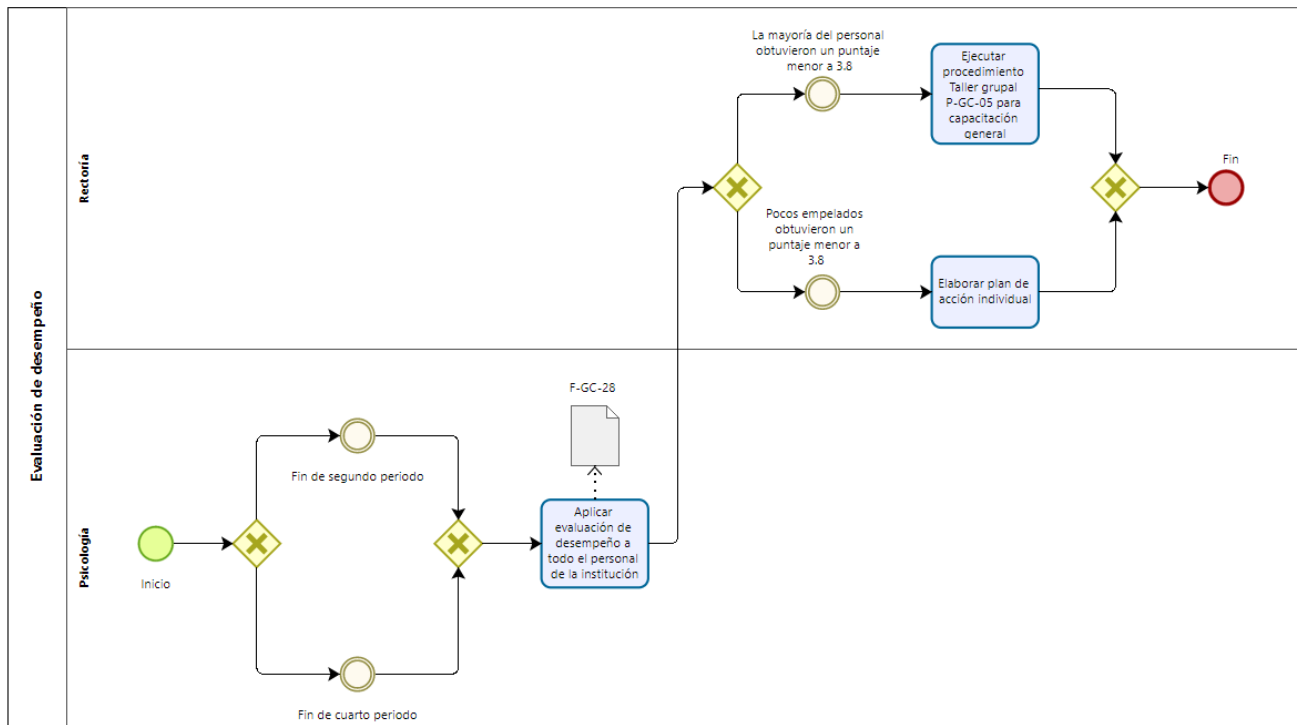 Evaluación de desempeño
Rectoría
La mayoría del personal
obtuvieron un puntaje
menor a 3.8
Ejecutar
procedimiento
Taller grupal
P-GC-05 para
capacitación
general
Fin
Pocos empelados
obtuvieron un
puntaje menor a
3.8
Elaborar plan de
acción individual
Psicología
Inicio
Fin de segundo periodo
Fin de cuarto periodo
F-GC-28
Aplicar
evaluación de
desempeño a
todo el personal
de la institución